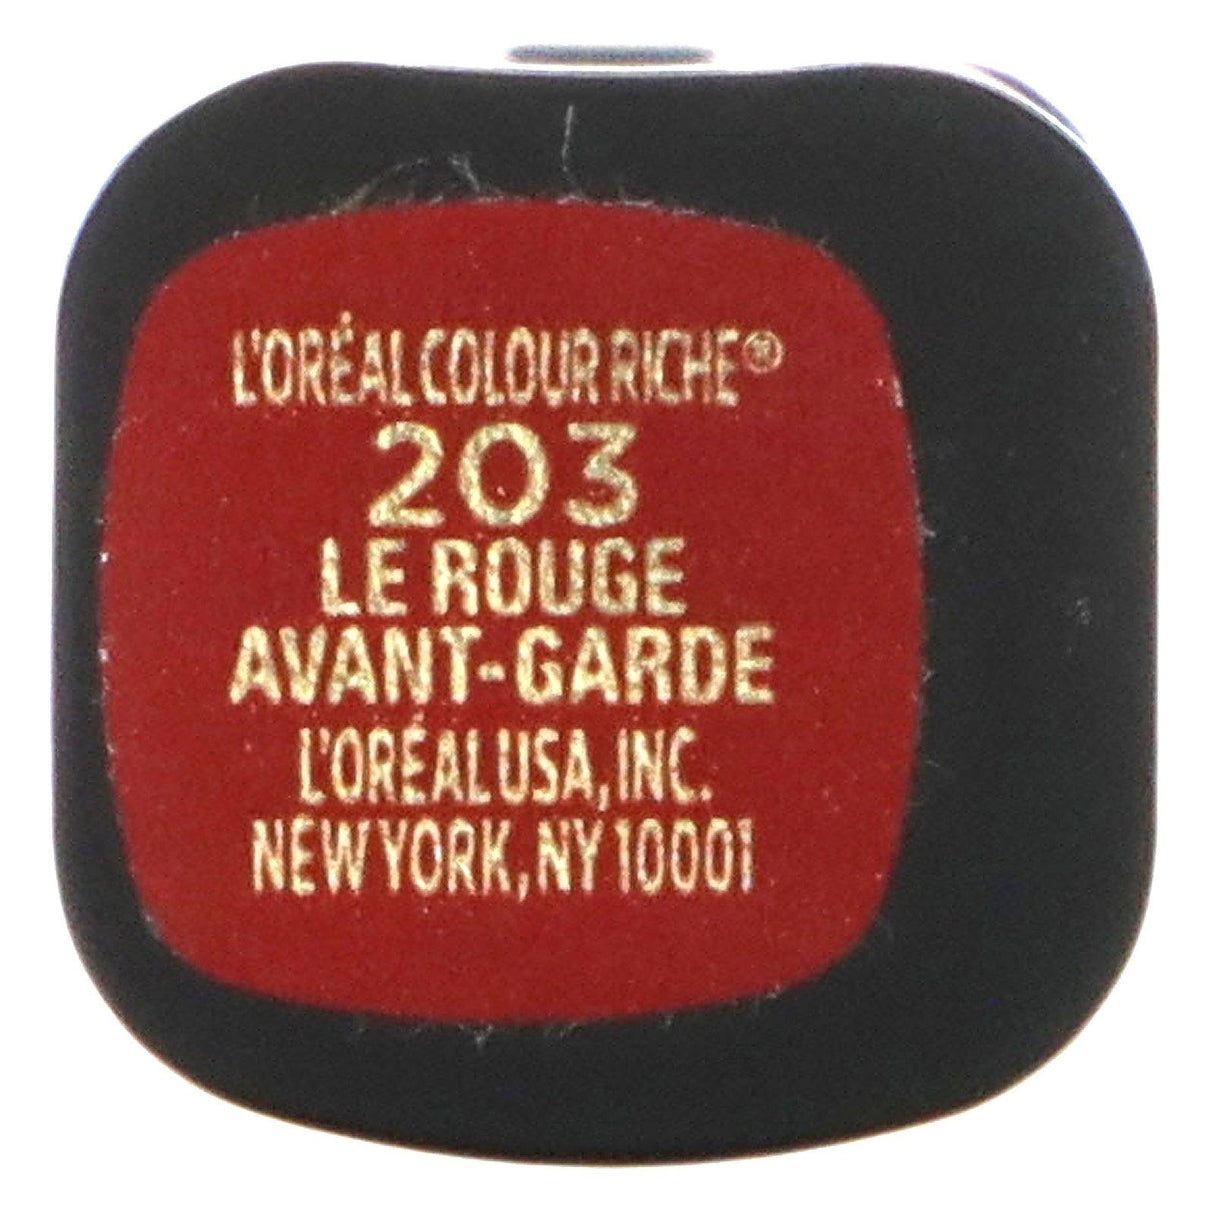 L'ORÉAL COLOUR RICHE®
203
LE ROUGE
AVANT-GARDE
L'ORÉAL USA, INC.
NEW YORK, NY 10001